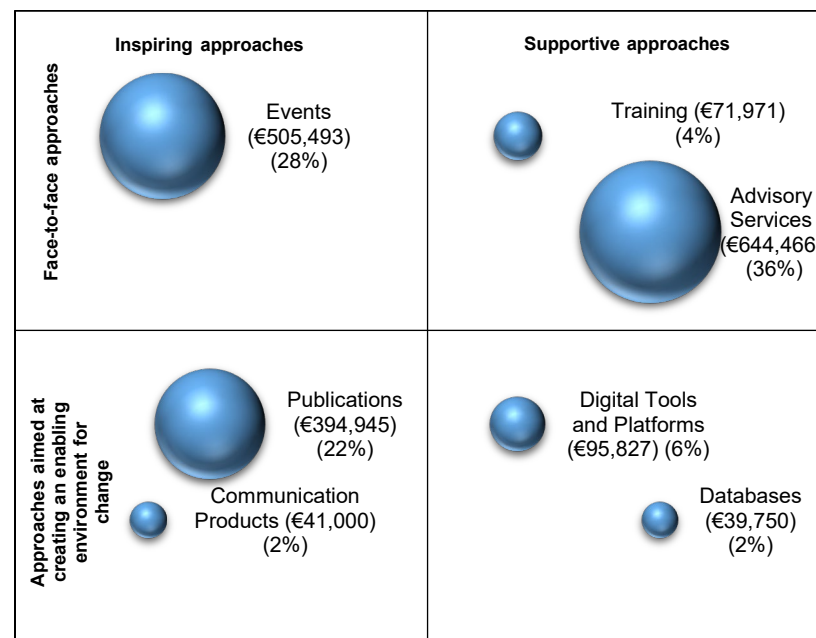 Inspiring approaches
Supportive approaches
Face-to-face approaches
Events
(€505,493)
(28%)
Training (€71,971)
(4%)
Advisory
Services
(€644,466)
(36%)
Approaches aimed at
creating an enabling
environment for
change
Publications
(€394,945)
(22%)
Communication
Products (€41,000)
(2%)
Digital Tools
and Platforms
(€95,827) (6%)
Databases
(€39,750)
(2%)